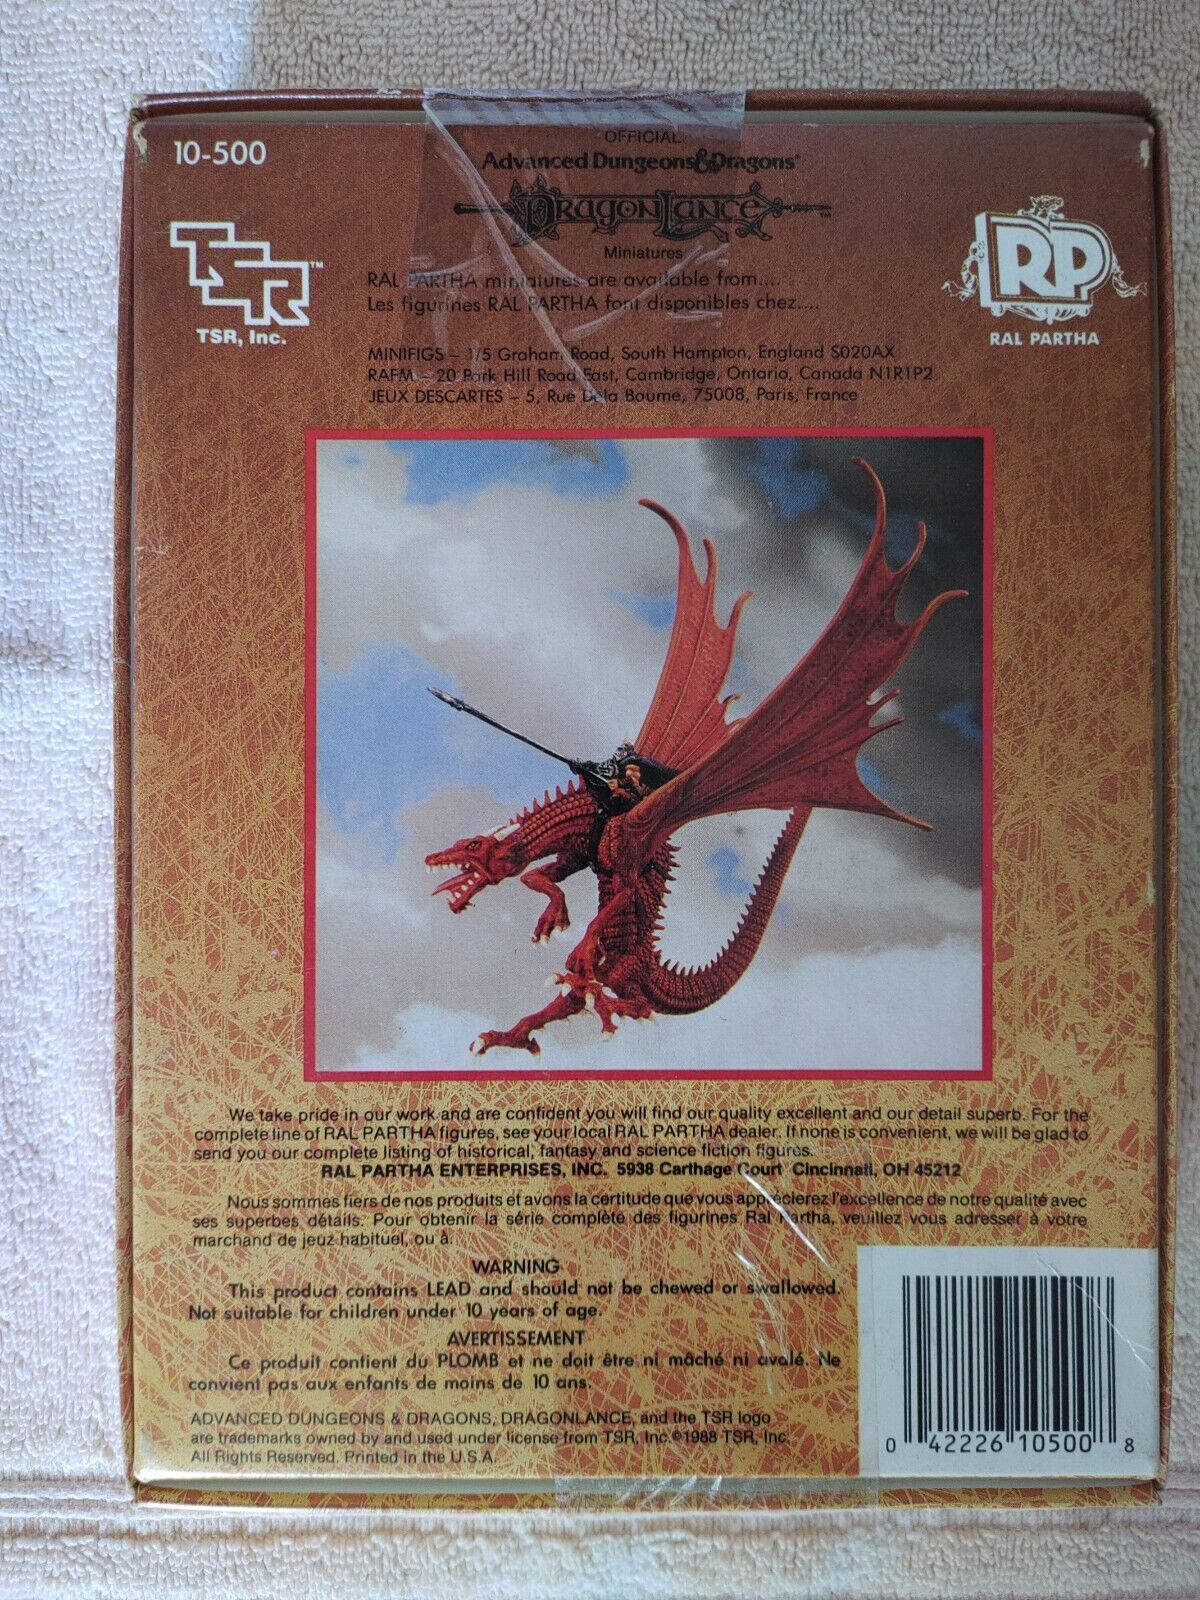 10-500
OFFICIAL
Advanced Dungeons&Dragons®
DRAGONLANCE™
Miniatures
TSR™
TSR, Inc.
RP
RAL PARTHA
RAL PARTHA miniatures are available from....
Les figurines RAL PARTHA font disponibles chez....
MINIFIGS – 1/5 Graham Road, South Hampton, England S020AX
RAFM – 20 Park Hill Road East, Cambridge, Ontario, Canada N1R1P2
JEUX DESCARTES – 5, Rue Dela Boume, 75008, Paris, France
We take pride in our work and are confident you will find our quality excellent and our detail superb. For the
complete line of RAL PARTHA figures, see your local RAL PARTHA dealer. If none is convenient, we will be glad to
send you our complete listing of historical, fantasy and science fiction figures.
RAL PARTHA ENTERPRISES, INC. 5938 Carthage Court Cincinnati, OH 45212
Nous sommes fiers de nos produits et avons la certitude que vous apprécierez l'excellence de notre qualité avec
ses superbes détails. Pour obtenir la série complète des figurines Ral Partha, veuillez vous adresser à votre
marchand de jeuz habituel, ou à:
WARNING
This product contains LEAD and should not be chewed or swallowed.
Not suitable for children under 10 years of age.
AVERTISSEMENT
Ce produit contient du PLOMB et ne doit être ni mâché ni avalé. Ne
convient pas aux enfants de moins de 10 ans.
ADVANCED DUNGEONS & DRAGONS, DRAGONLANCE, and the TSR logo
are trademarks owned by and used under license from TSR, Inc.©1988 TSR, Inc.
All Rights Reserved. Printed in the U.S.A.
0 42226 10500 8